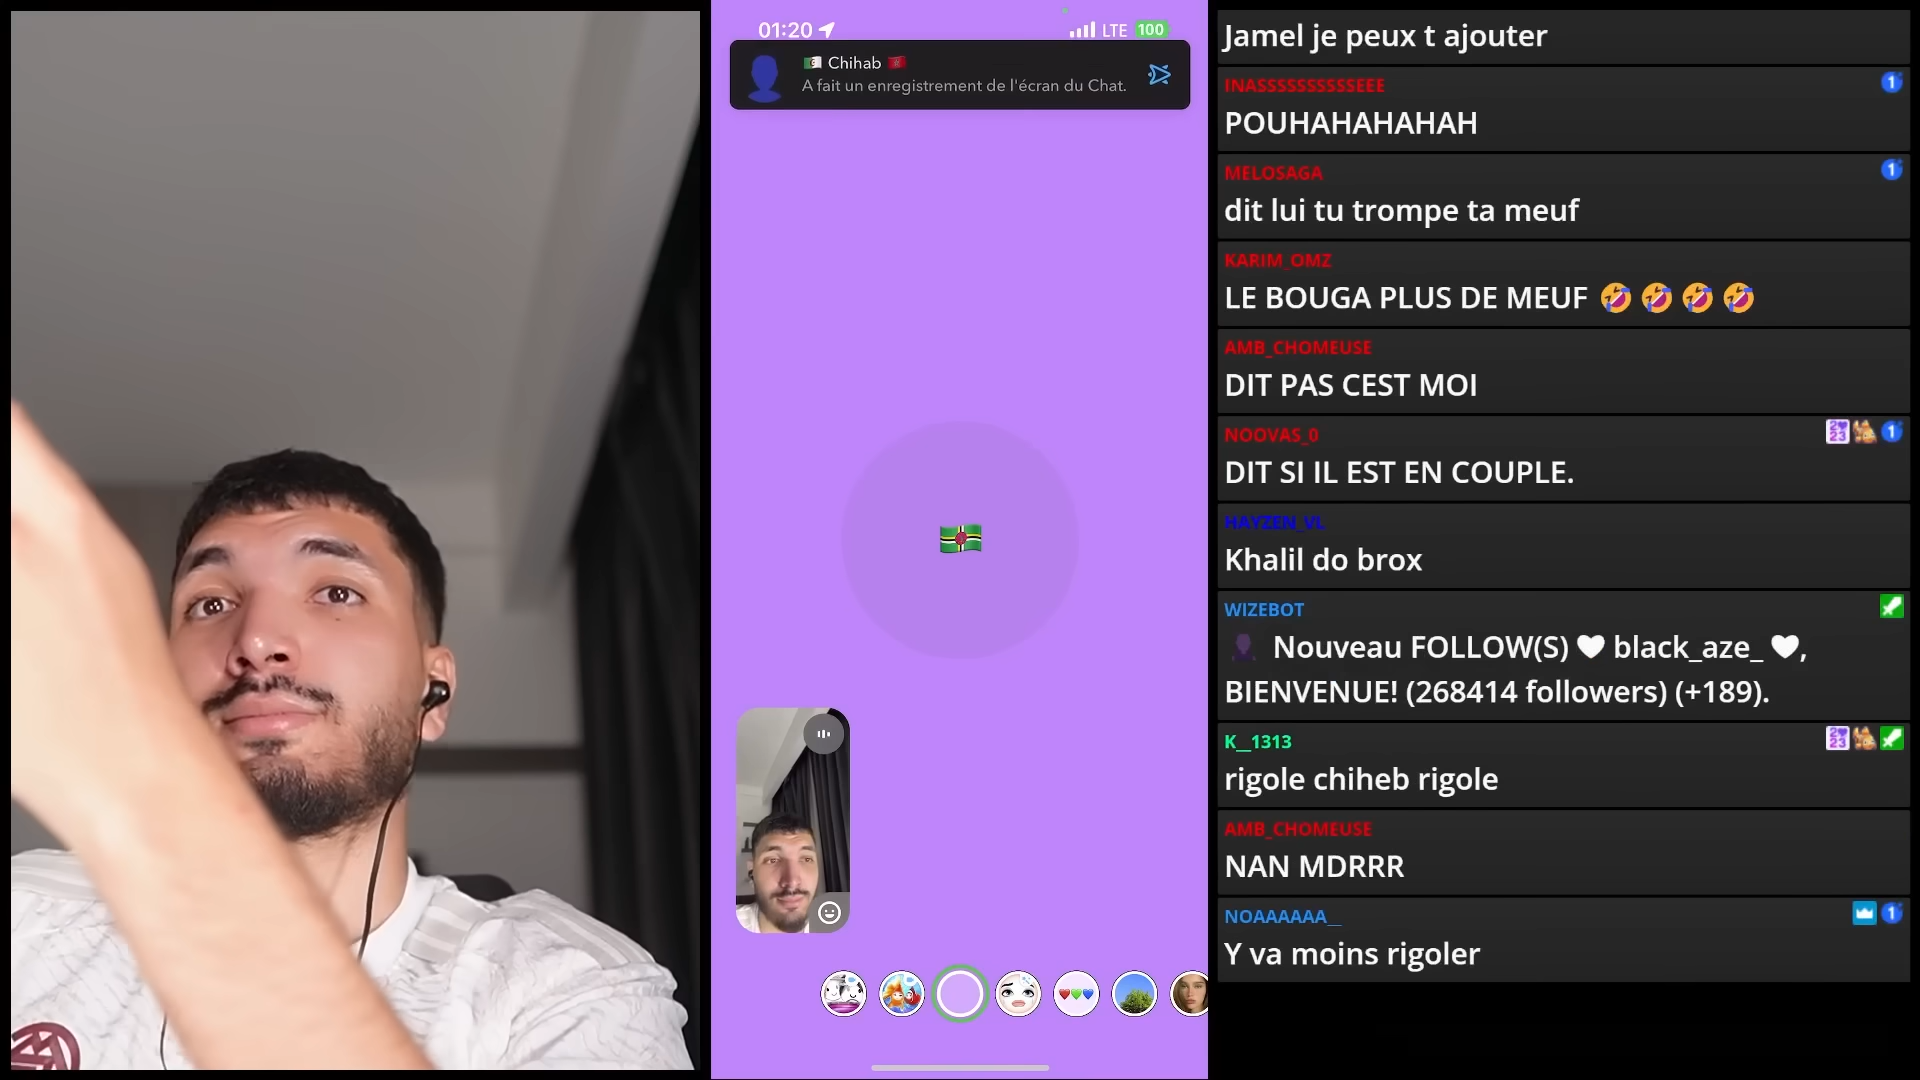 01:20
LTE 100
Chihab
A fait un enregistrement de l'écran du Chat.
Jamel je peux t ajouter
INASSSSSSSSSSEEE
POUHAHAHAHAH
MELOSAGA
dit lui tu trompe ta meuf
KARIM_OMZ
LE BOUGA PLUS DE MEUF 🤣 🤣 🤣 🤣
AMB_CHOMEUSE
DIT PAS CEST MOI
NOOVAS_0
DIT SI IL EST EN COUPLE.
HAYZEN_VL
Khalil do brox
WIZEBOT
Nouveau FOLLOW(S) 🤍 black_aze_ 🤍,
BIENVENUE! (268414 followers) (+189).
K__1313
rigole chiheb rigole
AMB_CHOMEUSE
NAN MDRRR
NOAAAAAA__
Y va moins rigoler